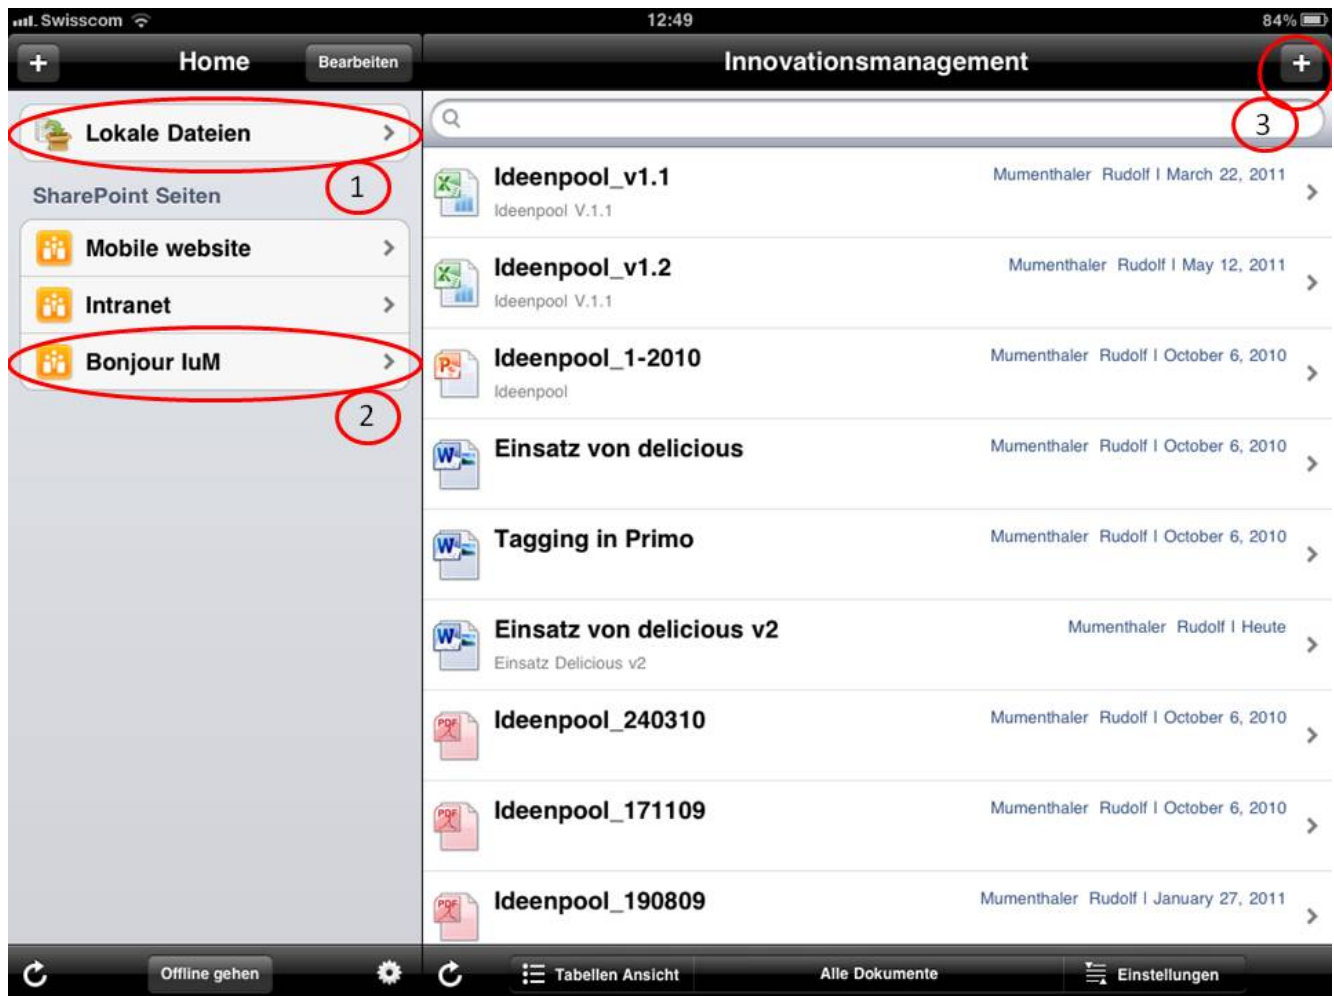 Swisscom 12:49 84%
+ Home Bearbeiten Innovationsmanagement +
Lokale Dateien
1
3
SharePoint Seiten
Mobile website
Intranet
Bonjour IuM
2
Ideenpool_v1.1 Mumenthaler Rudolf | March 22, 2011
Ideenpool V.1.1
Ideenpool_v1.2 Mumenthaler Rudolf | May 12, 2011
Ideenpool V.1.1
Ideenpool_1-2010 Mumenthaler Rudolf | October 6, 2010
Ideenpool
Einsatz von delicious Mumenthaler Rudolf | October 6, 2010
Tagging in Primo Mumenthaler Rudolf | October 6, 2010
Einsatz von delicious v2 Mumenthaler Rudolf | Heute
Einsatz Delicious v2
Ideenpool_240310 Mumenthaler Rudolf | October 6, 2010
Ideenpool_171109 Mumenthaler Rudolf | October 6, 2010
Ideenpool_190809 Mumenthaler Rudolf | January 27, 2011
Offline gehen Tabellen Ansicht Alle Dokumente Einstellungen